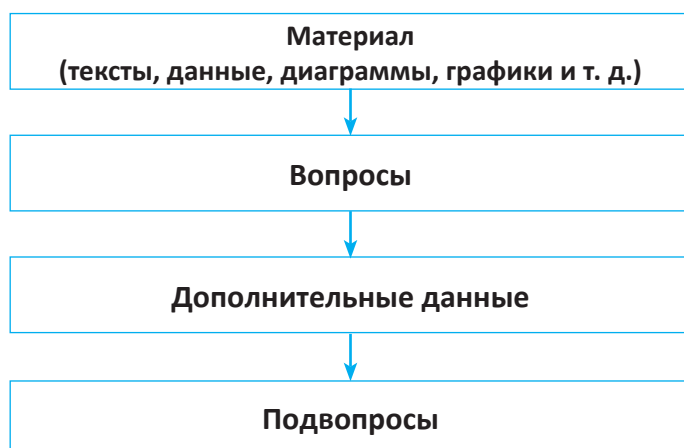 Материал
(тексты, данные, диаграммы, графики и т. д.)
Вопросы
Дополнительные данные
Подвопросы